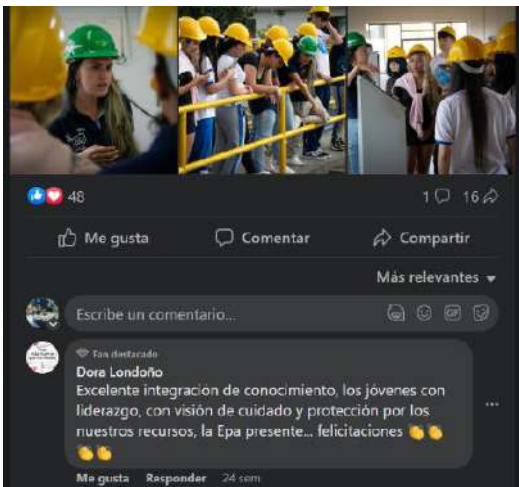 48
1 16
Me gusta Comentar Compartir
Más relevantes
Escribe un comentario...
GIF
Fan destacado
Dora Londoño
Excelente integración de conocimiento, los jóvenes con
liderazgo, con visión de cuidado y protección por los
nuestros recursos, la Epa presente... felicitaciones 👏👏
👏👏
Me gusta Responder 24 sem